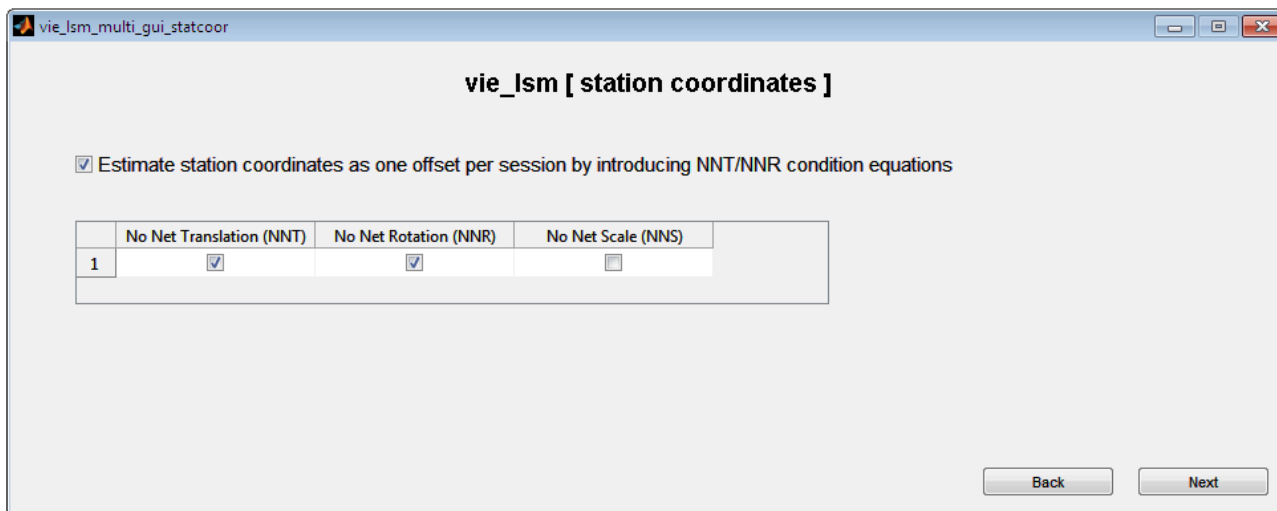 vie_lsm_multi_gui_statcoor
vie_lsm [ station coordinates ]
Estimate station coordinates as one offset per session by introducing NNT/NNR condition equations
No Net Translation (NNT) No Net Rotation (NNR) No Net Scale (NNS)
1
Back Next